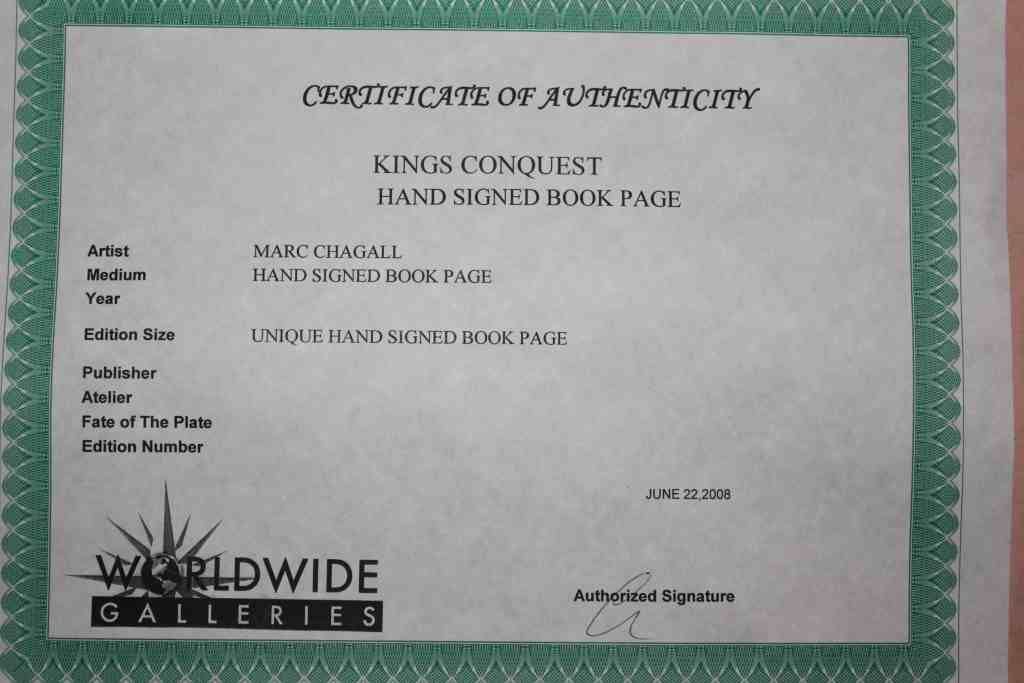 CERTIFICATE OF AUTHENTICITY
KINGS CONQUEST
HAND SIGNED BOOK PAGE
Artist MARC CHAGALL
Medium HAND SIGNED BOOK PAGE
Year
Edition Size UNIQUE HAND SIGNED BOOK PAGE
Publisher
Atelier
Fate of The Plate
Edition Number
JUNE 22,2008
WORLDWIDE
GALLERIES
Authorized Signature